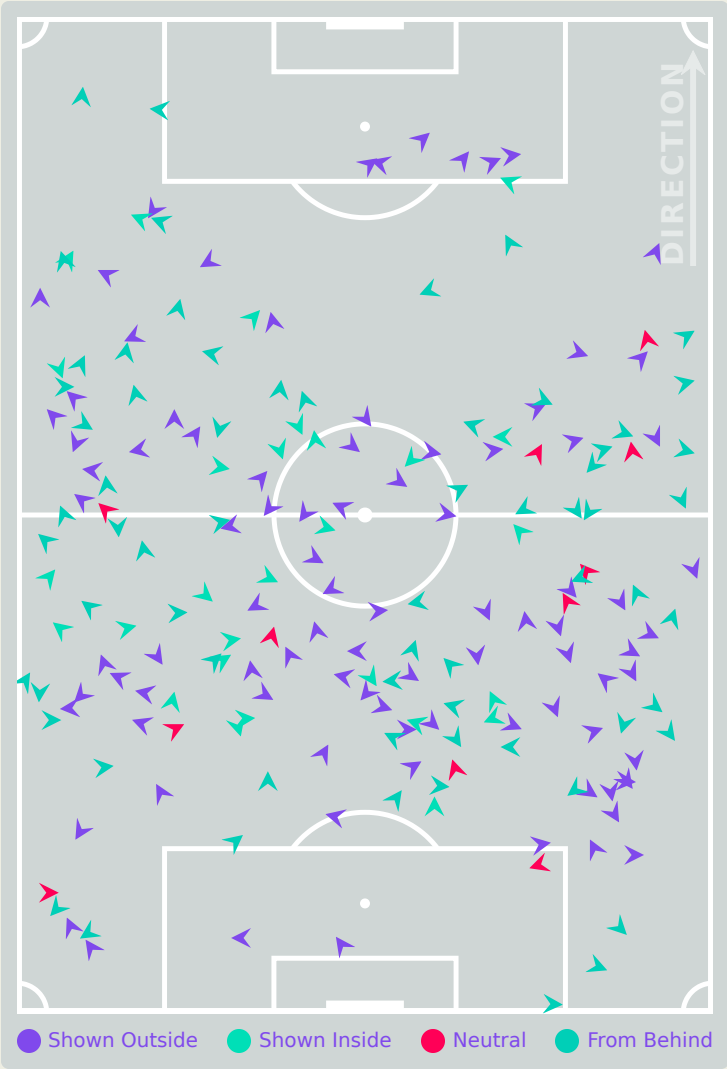 DIRECTION
Shown Outside
Shown Inside
Neutral
From Behind